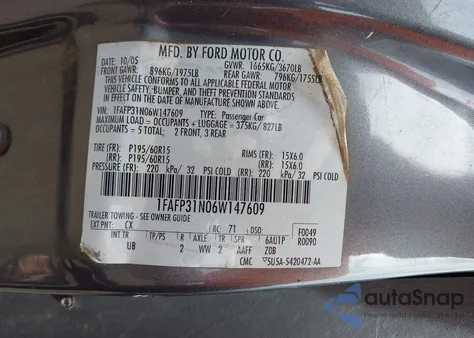 MFD. BY FORD MOTOR CO.
DATE: 10/05 GVWR: 1665KG/3670LB
FRONT GAWR: 896KG/1975LB REAR GAWR: 796KG/1755LB
THIS VEHICLE CONFORMS TO ALL APPLICABLE FEDERAL MOTOR
VEHICLE SAFETY, BUMPER, AND THEFT PREVENTION STANDARDS
IN EFFECT ON THE DATE OF MANUFACTURE SHOWN ABOVE.
VIN: 1FAFP31N06W147609 TYPE: Passenger Car
MAXIMUM LOAD = OCCUPANTS + LUGGAGE = 375KG/827LB
OCCUPANTS = 5 TOTAL: 2 FRONT, 3 REAR
TIRE (FR): P195/60R15 RIMS (FR): 15X6.0
(RR): P195/60R15 (RR): 15X6.0
PRESSURE (FR): 220 kPa/ 32 PSI COLD (RR): 220 kPa/ 32 PSI COLD
1FAFP31N06W147609
TRAILER TOWING - SEE OWNER GUIDE
EXT PNT: CX RC: 71 DSO: F0049
INT TR TP/PS R AXLE TR SPR 6AU1P R0090
UB 2 WW 2 AAFF ZOB
CMC 5U5A-5420472-AA
autoSnap